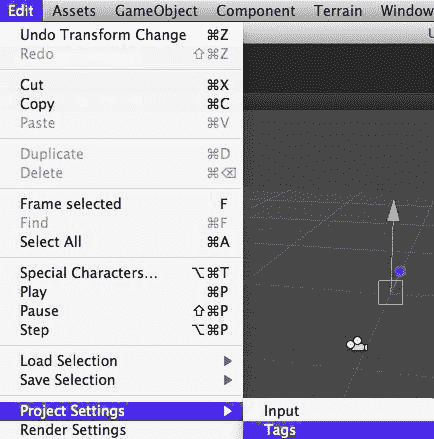 Edit Assets GameObject Component Terrain Window
Undo Transform Change ⌘Z
Redo ⇧⌘Z
Cut ⌘X
Copy ⌘C
Paste ⌘V
Duplicate ⌘D
Delete ⌘⌫
Frame selected F
Find ⌘F
Select All ⌘A
Special Characters... ⌥⌘T
Play ⌘P
Pause ⇧⌘P
Step ⌥⌘P
Load Selection
Save Selection
Project Settings Input
Render Settings Tags